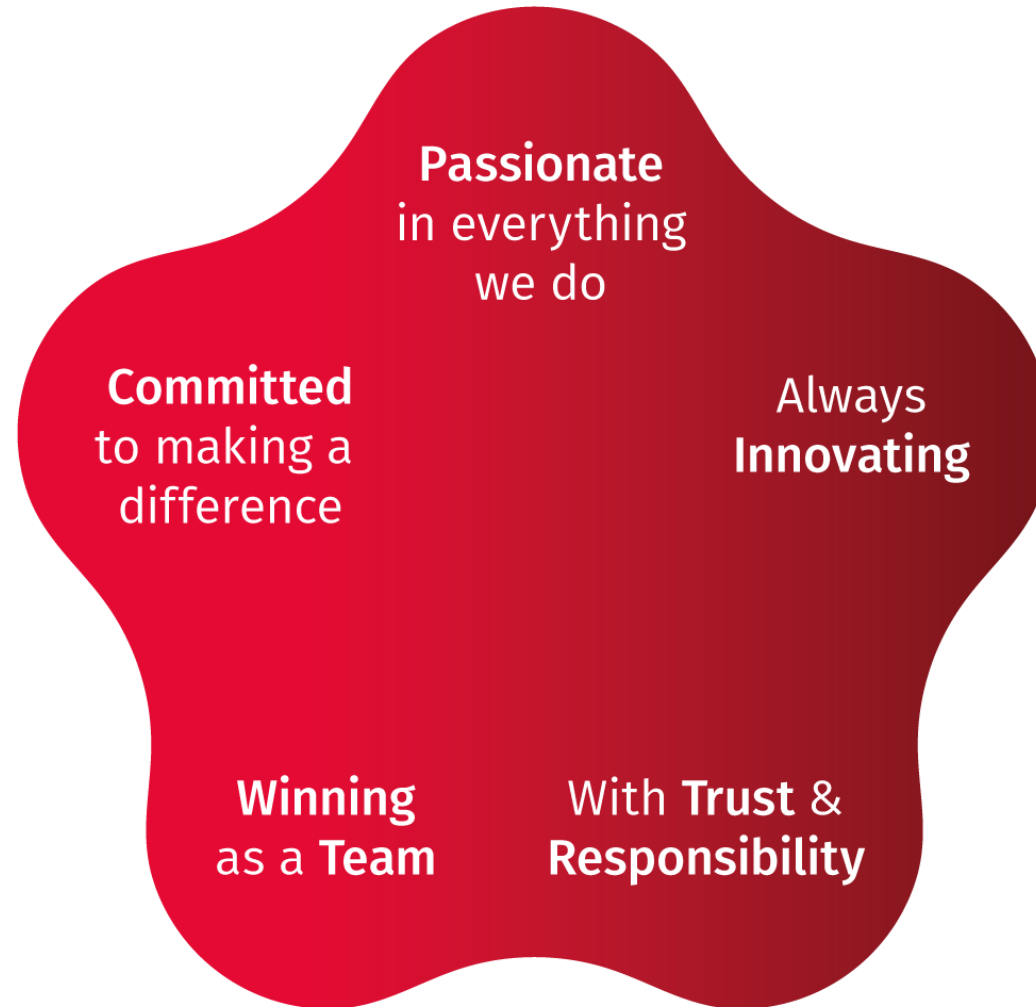 Passionate
in everything
we do
Committed
to making a
difference
Always
Innovating
Winning
as a Team
With Trust &
Responsibility